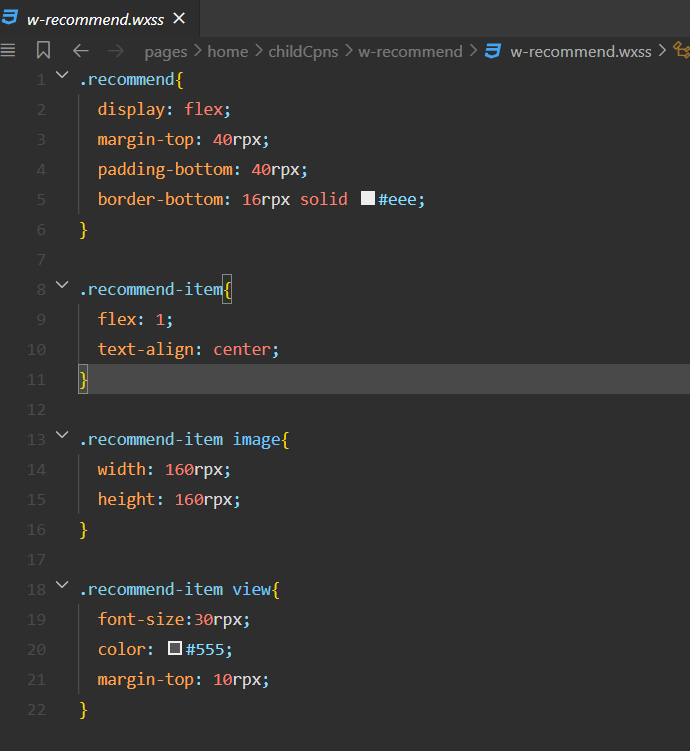 w-recommend.wxss
pages > home > childCpns > w-recommend > w-recommend.wxss >
1 .recommend{
2 display: flex;
3 margin-top: 40rpx;
4 padding-bottom: 40rpx;
5 border-bottom: 16rpx solid #eee;
6 }
7
8 .recommend-item{
9 flex: 1;
10 text-align: center;
11 }
12
13 .recommend-item image{
14 width: 160rpx;
15 height: 160rpx;
16 }
17
18 .recommend-item view{
19 font-size:30rpx;
20 color: #555;
21 margin-top: 10rpx;
22 }